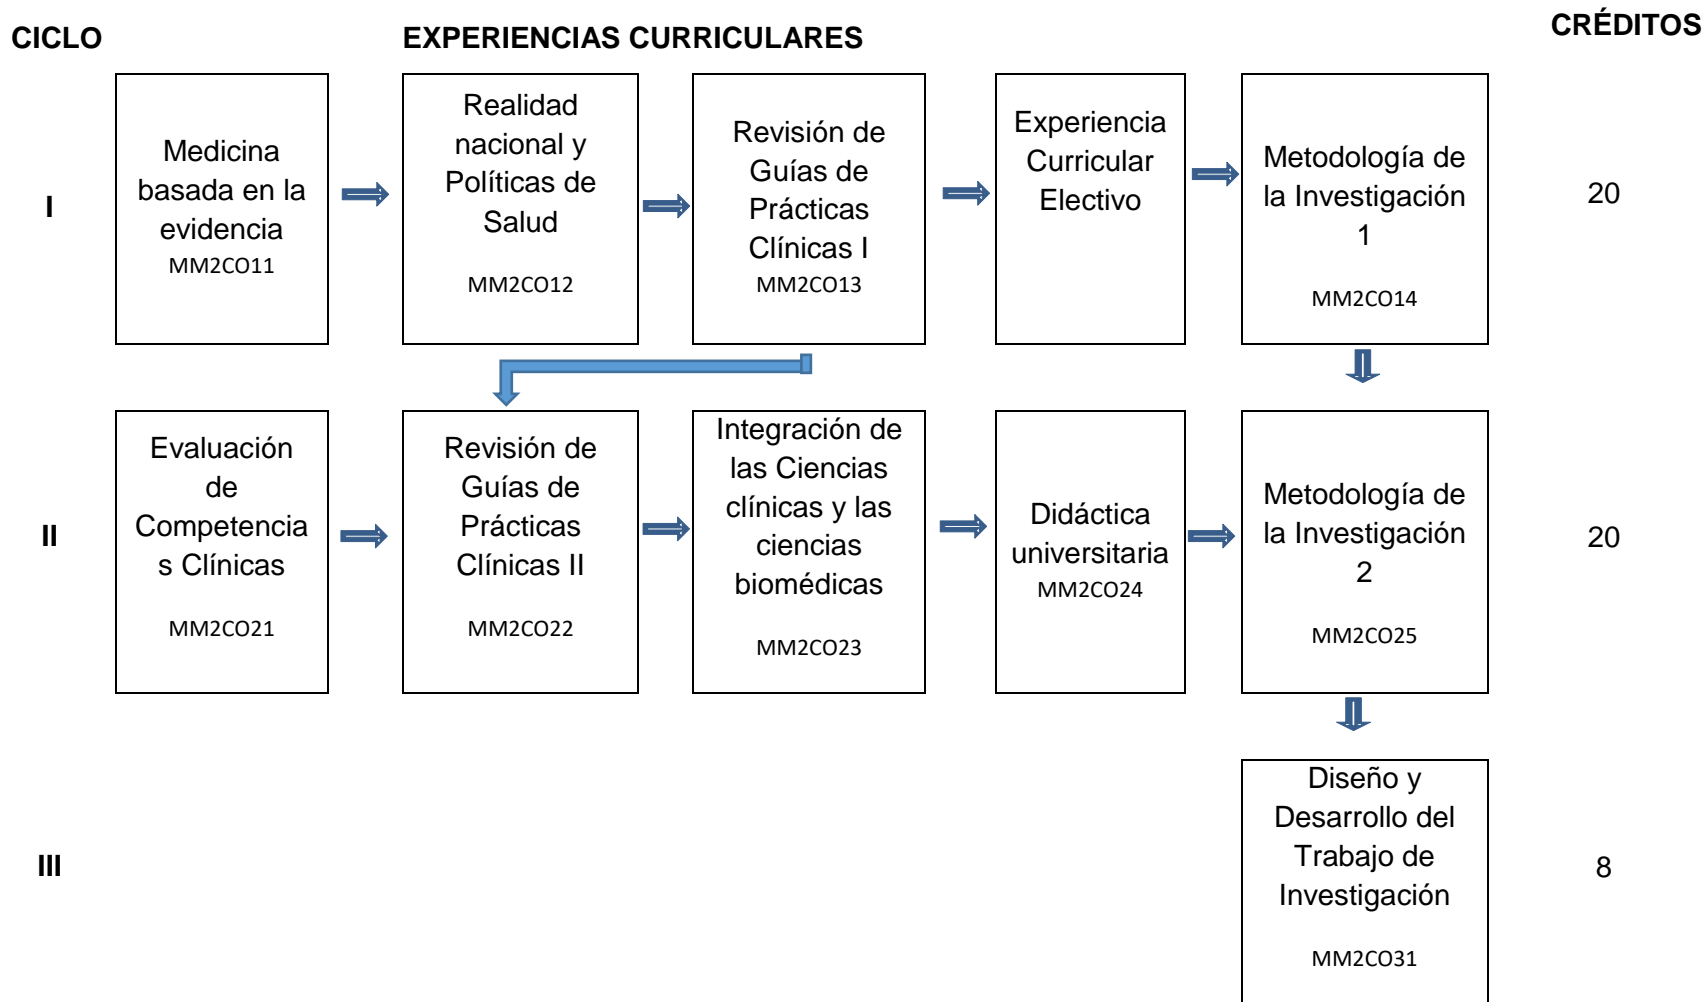 CICLO
EXPERIENCIAS CURRICULARES
CRÉDITOS
I
Medicina
basada en la
evidencia
MM2CO11
Realidad
nacional y
Políticas de
Salud
MM2CO12
Revisión de
Guías de
Prácticas
Clínicas I
MM2CO13
Experiencia
Curricular
Electivo
Metodología de
la Investigación
1
MM2CO14
20
II
Evaluación
de
Competencia
s Clínicas
MM2CO21
Revisión de
Guías de
Prácticas
Clínicas II
MM2CO22
Integración de
las Ciencias
clínicas y las
ciencias
biomédicas
MM2CO23
Didáctica
universitaria
MM2CO24
Metodología de
la Investigación
2
MM2CO25
20
III
Diseño y
Desarrollo del
Trabajo de
Investigación
MM2CO31
8